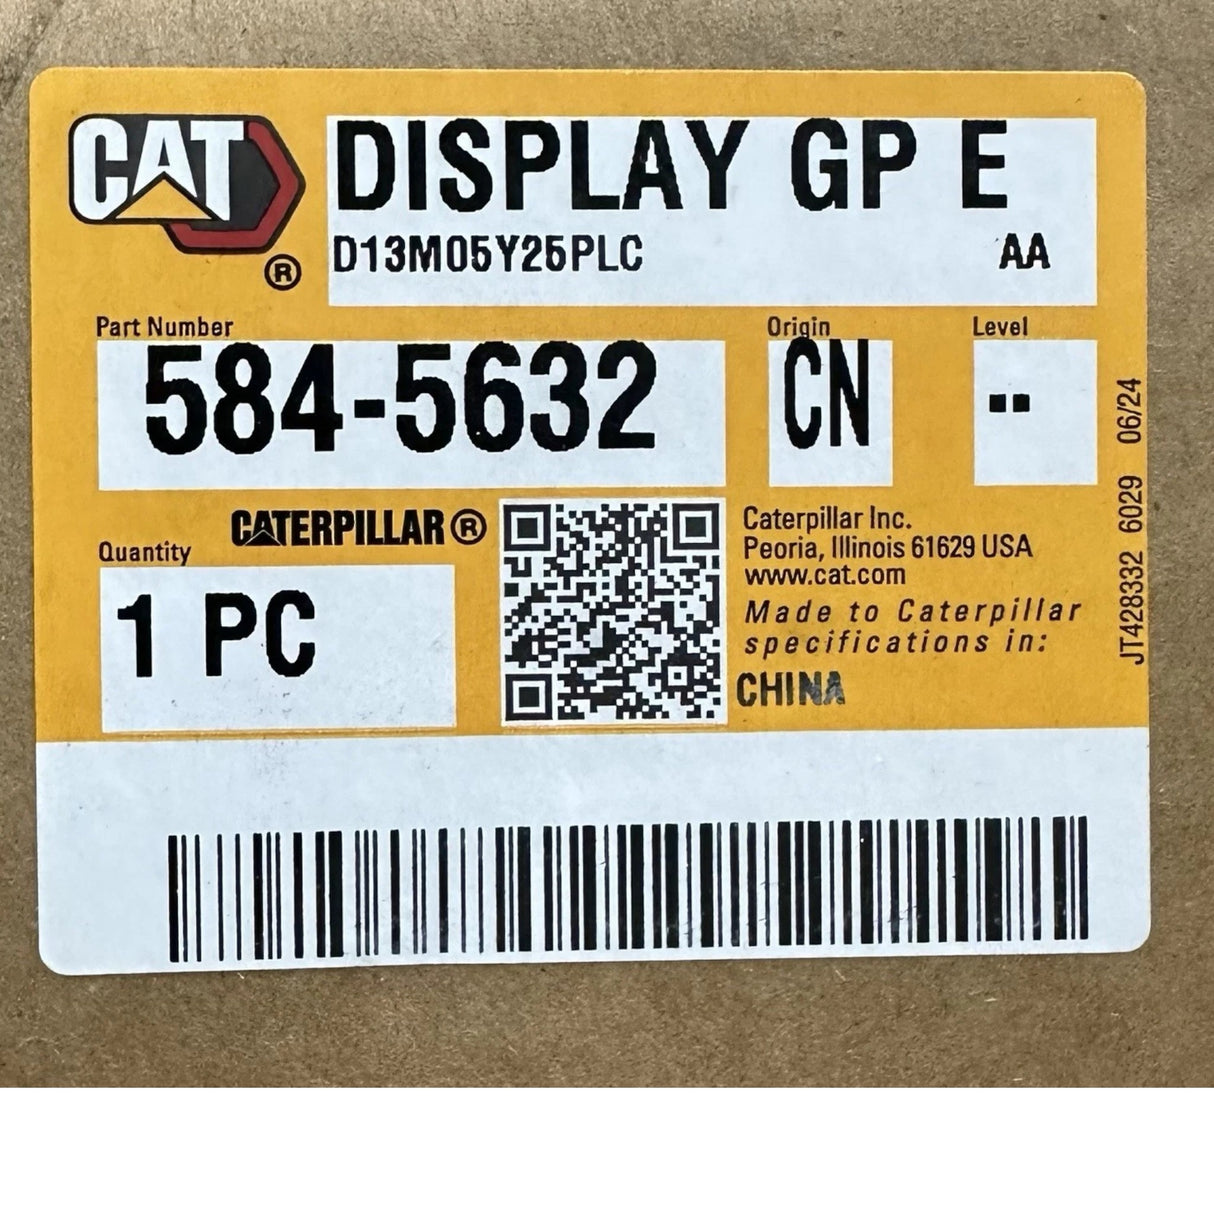 CAT®
DISPLAY GP E
D13M05Y25PLC AA
Part Number
584-5632
Origin
CN
Level
--
CATERPILLAR®
Quantity
1 PC
Caterpillar Inc.
Peoria, Illinois 61629 USA
www.cat.com
Made to Caterpillar
specifications in:
CHINA
JT428332 6029 06/24